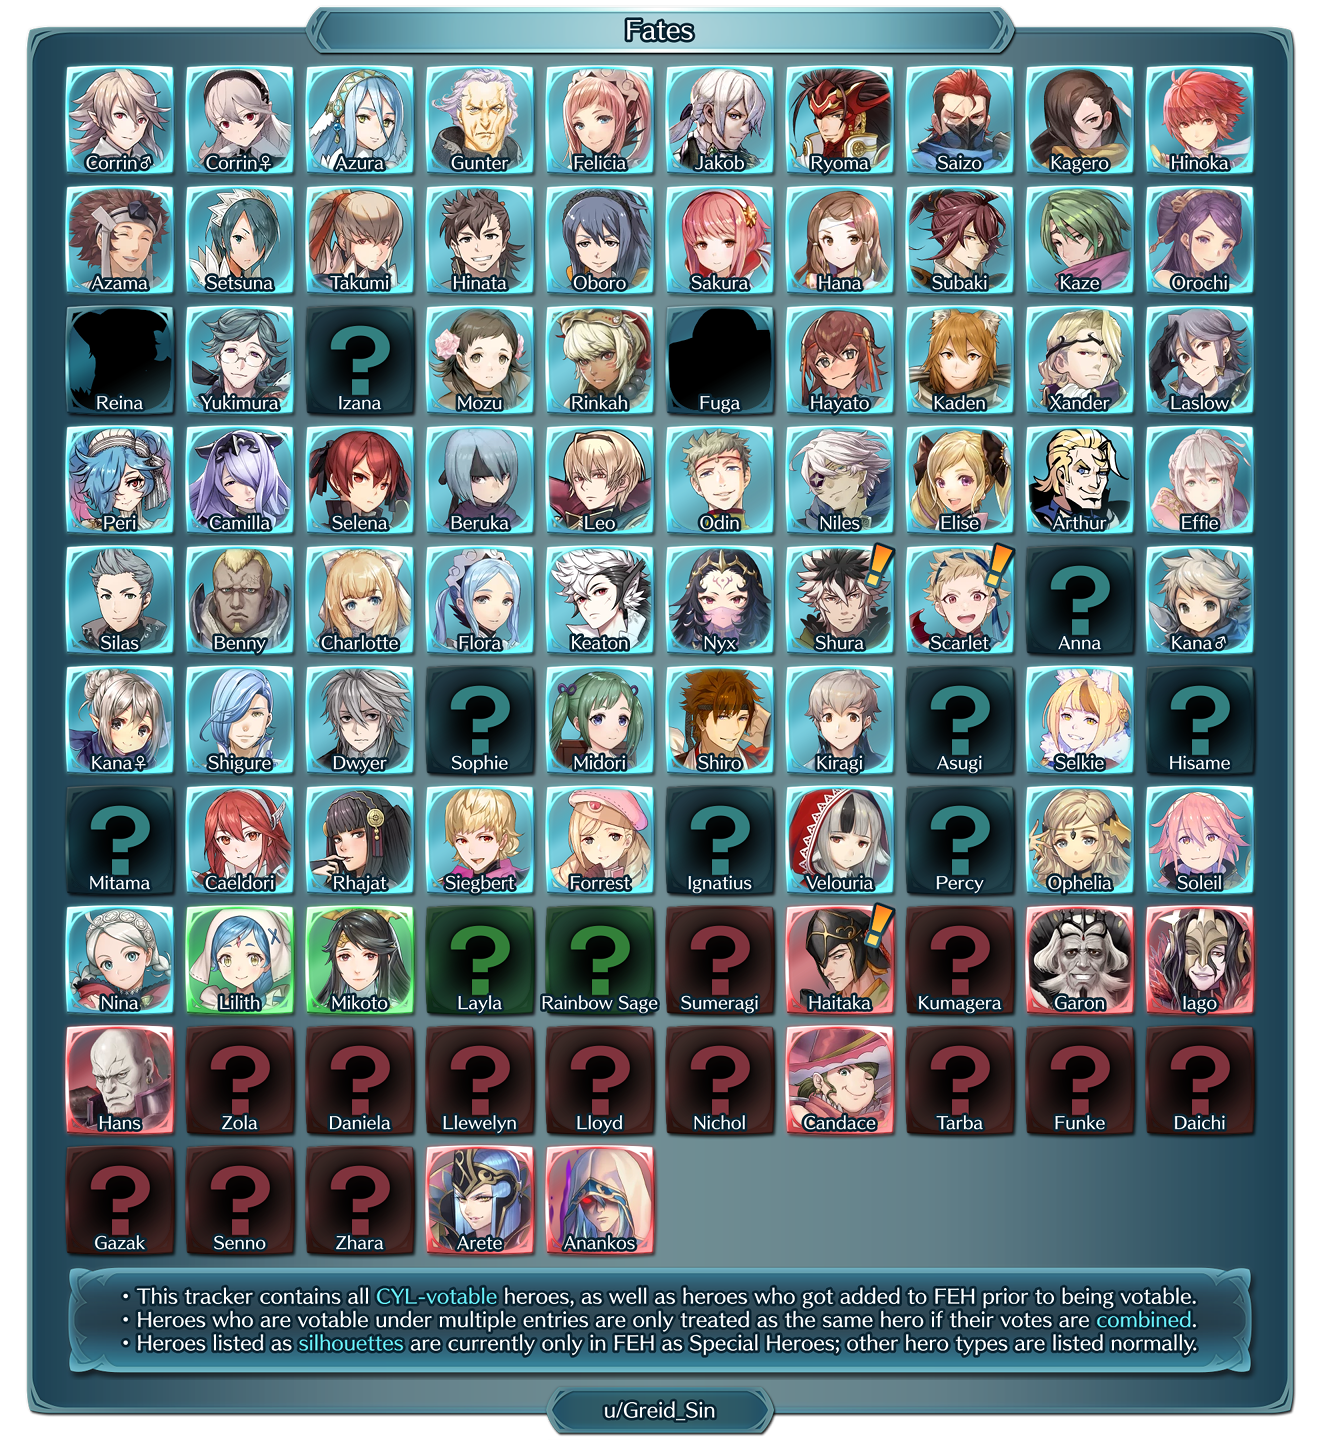 Fates
Corrin♂ Corrin♀ Azura Gunter Felicia Jakob Ryoma Saizo Kagero Hinoka
Azama Setsuna Takumi Hinata Oboro Sakura Hana Subaki Kaze Orochi
Reina Yukimura ? Izana Mozu Rinkah Fuga Hayato Kaden Xander Laslow
Peri Camilla Selena Beruka Leo Odin Niles Elise Arthur Effie
Silas Benny Charlotte Flora Keaton Nyx ! Shura ! Scarlet ? Anna Kana♂
Kana♀ Shigure Dwyer ? Sophie Midori Shiro Kiragi ? Asugi Selkie ? Hisame
? Mitama Caeldori Rhajat Siegbert Forrest ? Ignatius Velouria ? Percy Ophelia Soleil
Nina Lilith Mikoto ? Layla ? Rainbow Sage ? Sumeragi ! Haitaka ? Kumagera Garon Iago
Hans ? Zola ? Daniela ? Llewelyn ? Lloyd ? Nichol Candace ? Tarba ? Funke ? Daichi
? Gazak ? Senno ? Zhara Arete Anankos
• This tracker contains all CYL-votable heroes, as well as heroes who got added to FEH prior to being votable.
• Heroes who are votable under multiple entries are only treated as the same hero if their votes are combined.
• Heroes listed as silhouettes are currently only in FEH as Special Heroes; other hero types are listed normally.
u/Greid_Sin